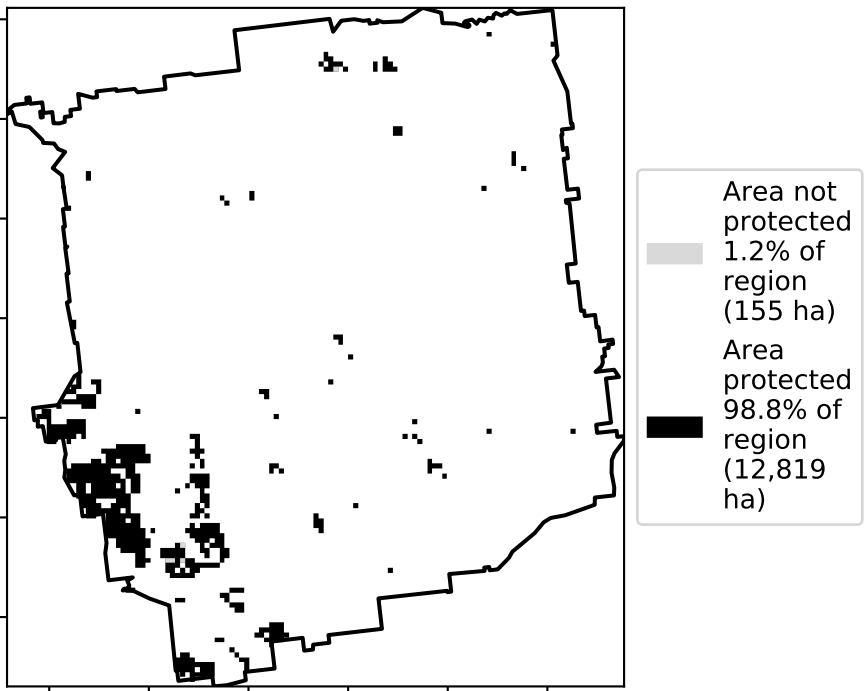 Area not
protected
1.2% of
region
(155 ha)
Area
protected
98.8% of
region
(12,819
ha)